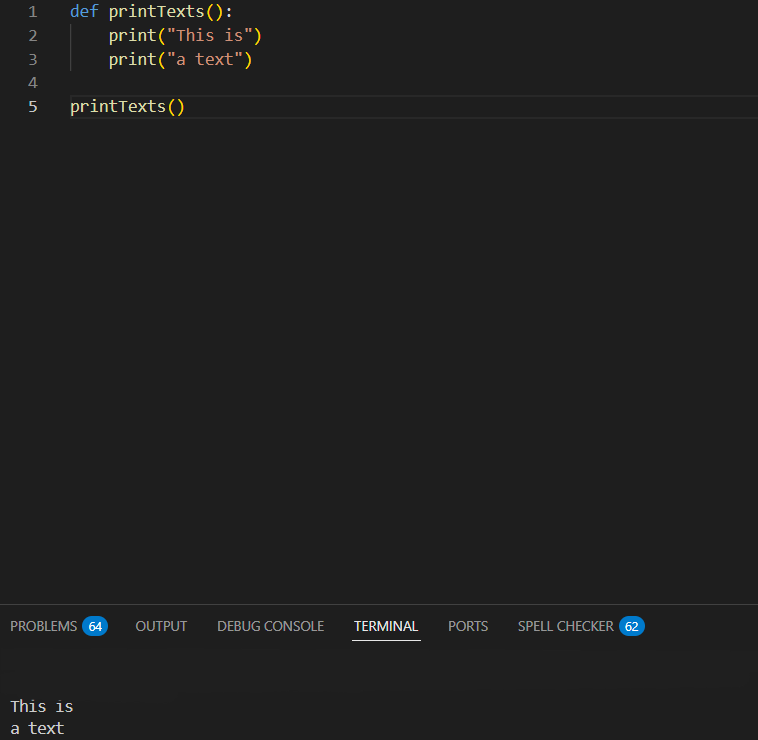 1 def printTexts():
2     print("This is")
3     print("a text")
4
5 printTexts()
PROBLEMS 64 OUTPUT DEBUG CONSOLE TERMINAL PORTS SPELL CHECKER 62
This is
a text